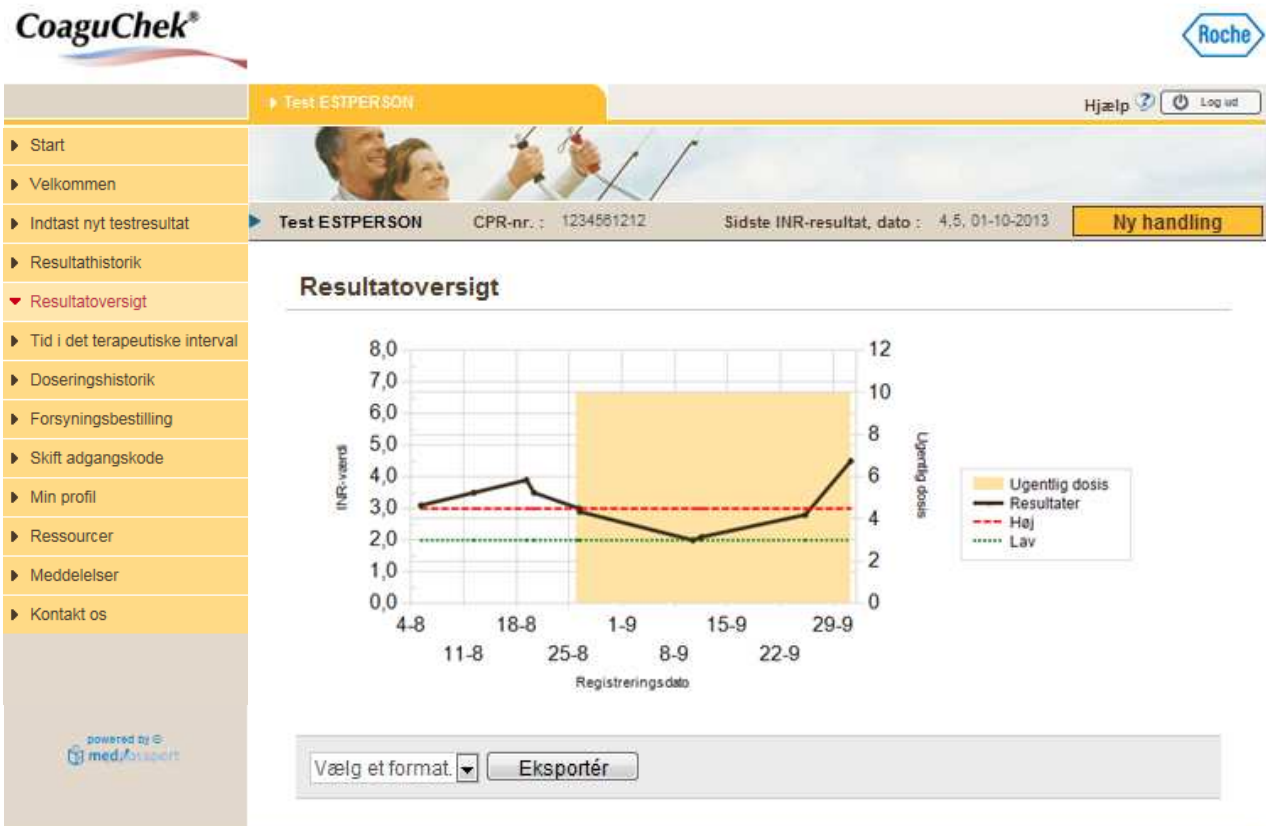 CoaguChek®
Roche
Test ESTPERSON
Hjælp ? Log ud
Start
Velkommen
Indtast nyt testresultat
Resultathistorik
Resultatoversigt
Tid i det terapeutiske interval
Doseringshistorik
Forsyningsbestilling
Skift adgangskode
Min profil
Ressourcer
Meddelelser
Kontakt os
powered by
Test ESTPERSON CPR-nr. : 1234561212 Sidste INR-resultat, dato : 4,5, 01-10-2013 Ny handling
Resultatoversigt
8,0
7,0
6,0
5,0
4,0
3,0
2,0
1,0
0,0
INR-værdi
12
10
8
6
4
2
0
Ugentlig dosis
4-8 18-8 1-9 15-9 29-9
11-8 25-8 8-9 22-9
Registreringsdato
Ugentlig dosis
Resultater
Høj
Lav
Vælg et format. Eksportér